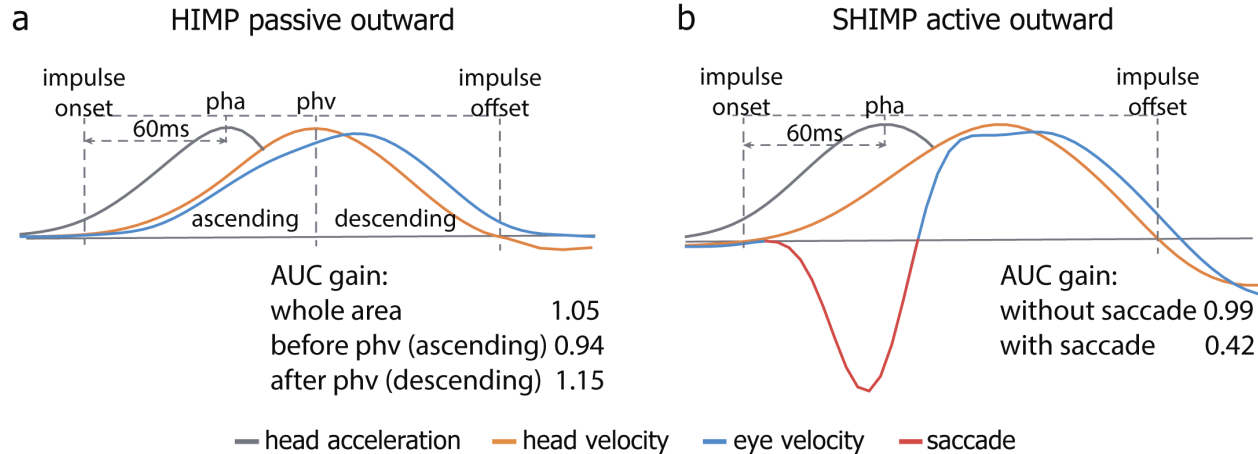 a
HIMP passive outward
impulse
onset
pha
phv
impulse
offset
60ms
ascending
descending
AUC gain:
whole area 1.05
before phv (ascending) 0.94
after phv (descending) 1.15
b
SHIMP active outward
impulse
onset
pha
impulse
offset
60ms
AUC gain:
without saccade 0.99
with saccade 0.42
head acceleration head velocity eye velocity saccade